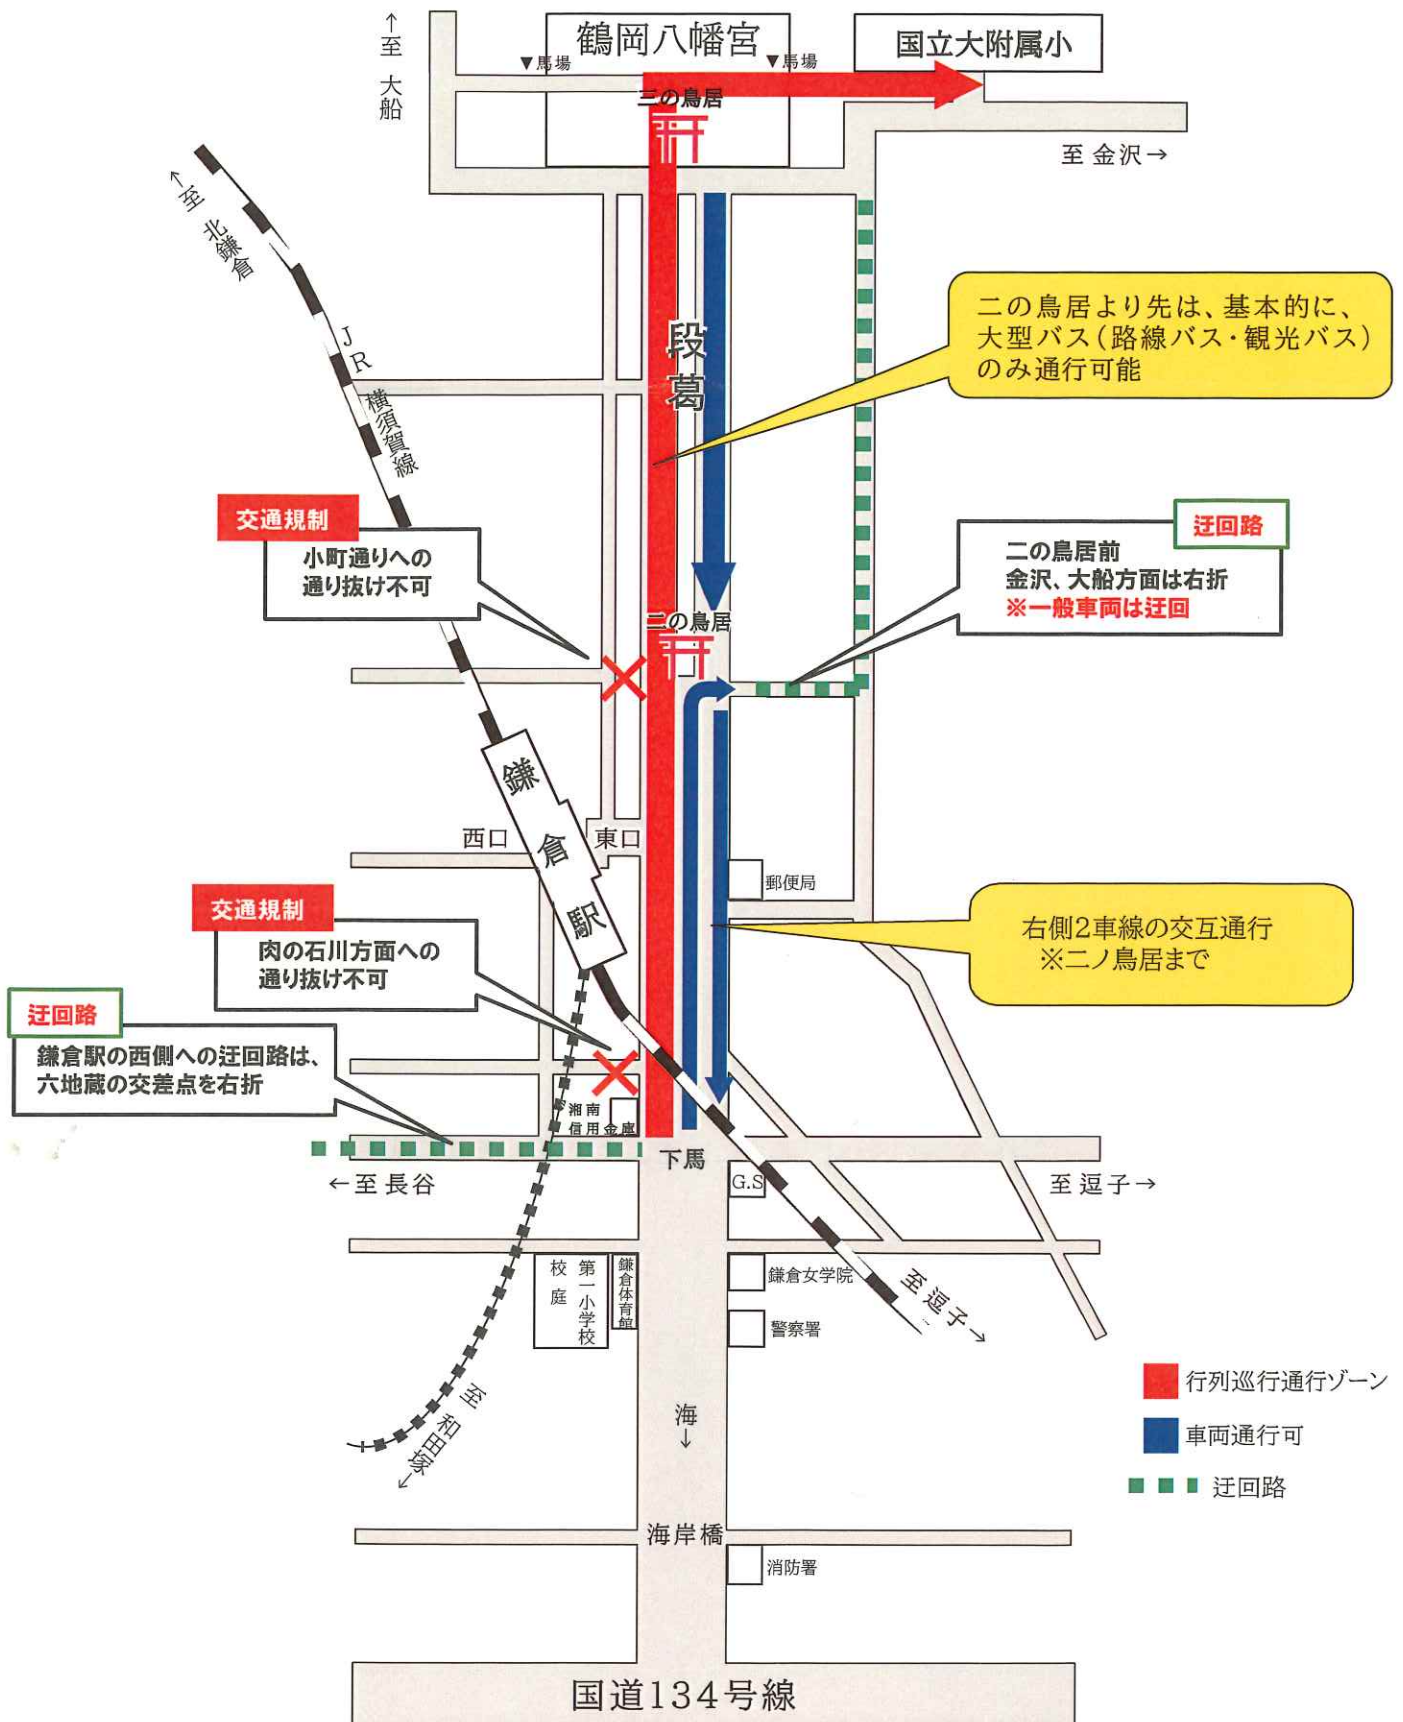 ↑至 大船
鶴岡八幡宮
国立大附属小
▼馬場
▼馬場
三の鳥居
至 金沢→
↑至 北鎌倉
JR 横須賀線
段葛
二の鳥居より先は、基本的に、
大型バス(路線バス・観光バス)
のみ通行可能
交通規制
小町通りへの
通り抜け不可
迂回路
二の鳥居前
金沢、大船方面は右折
※一般車両は迂回
二の鳥居
鎌倉駅
西口
東口
郵便局
交通規制
肉の石川方面への
通り抜け不可
右側2車線の交互通行
※二ノ鳥居まで
迂回路
鎌倉駅の西側への迂回路は、
六地蔵の交差点を右折
湘南
信用金庫
下馬
←至 長谷
G.S
至 逗子→
第一小学校
校庭
鎌倉体育館
鎌倉女学院
至 逗子→
警察署
行列巡行通行ゾーン
車両通行可
迂回路
至 和田塚→
海→
海岸橋
消防署
国道134号線